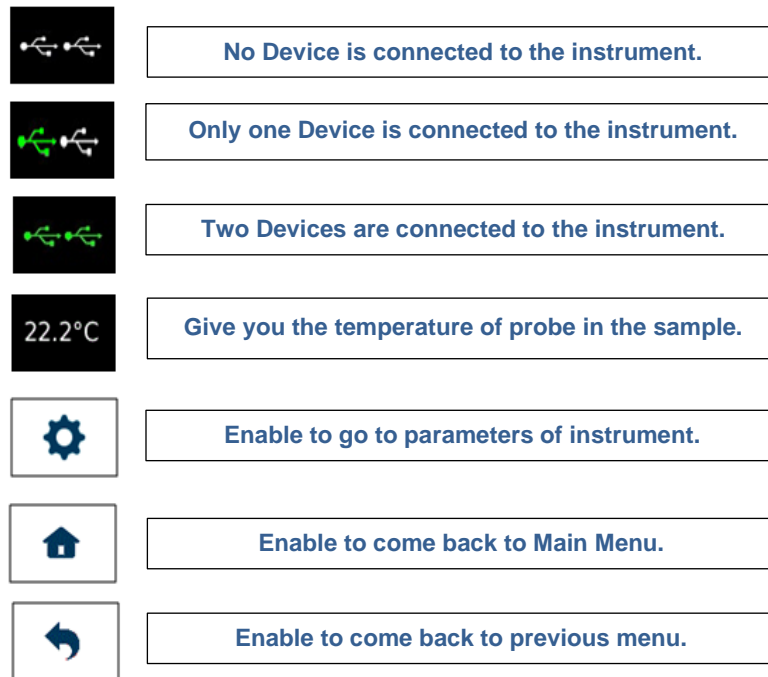 No Device is connected to the instrument.
Only one Device is connected to the instrument.
Two Devices are connected to the instrument.
22.2°C
Give you the temperature of probe in the sample.
Enable to go to parameters of instrument.
Enable to come back to Main Menu.
Enable to come back to previous menu.